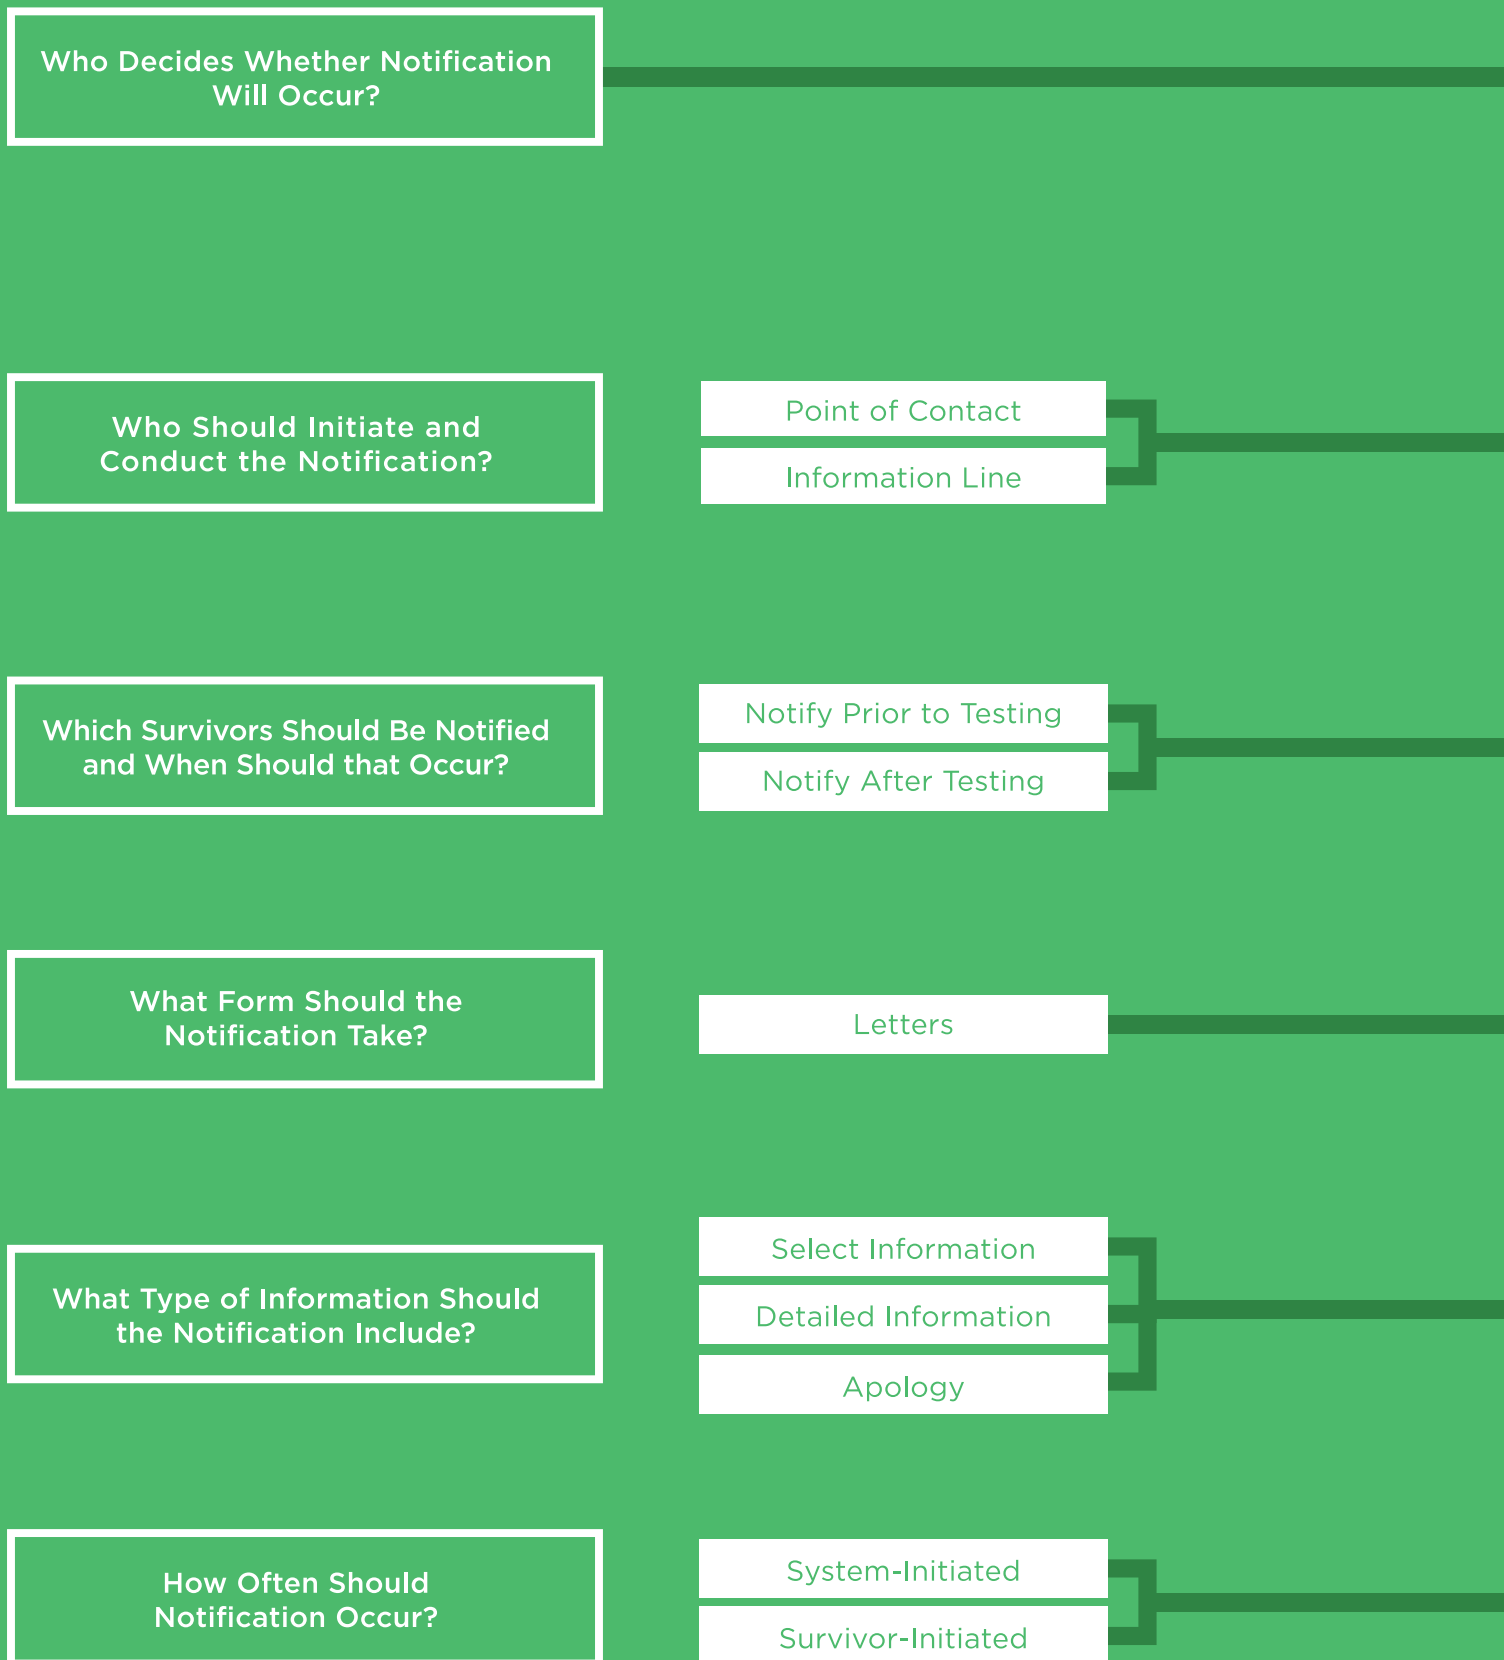 Who Decides Whether Notification
Will Occur?
Who Should Initiate and
Conduct the Notification?
Point of Contact
Information Line
Which Survivors Should Be Notified
and When Should that Occur?
Notify Prior to Testing
Notify After Testing
What Form Should the
Notification Take?
Letters
What Type of Information Should
the Notification Include?
Select Information
Detailed Information
Apology
How Often Should
Notification Occur?
System-Initiated
Survivor-Initiated